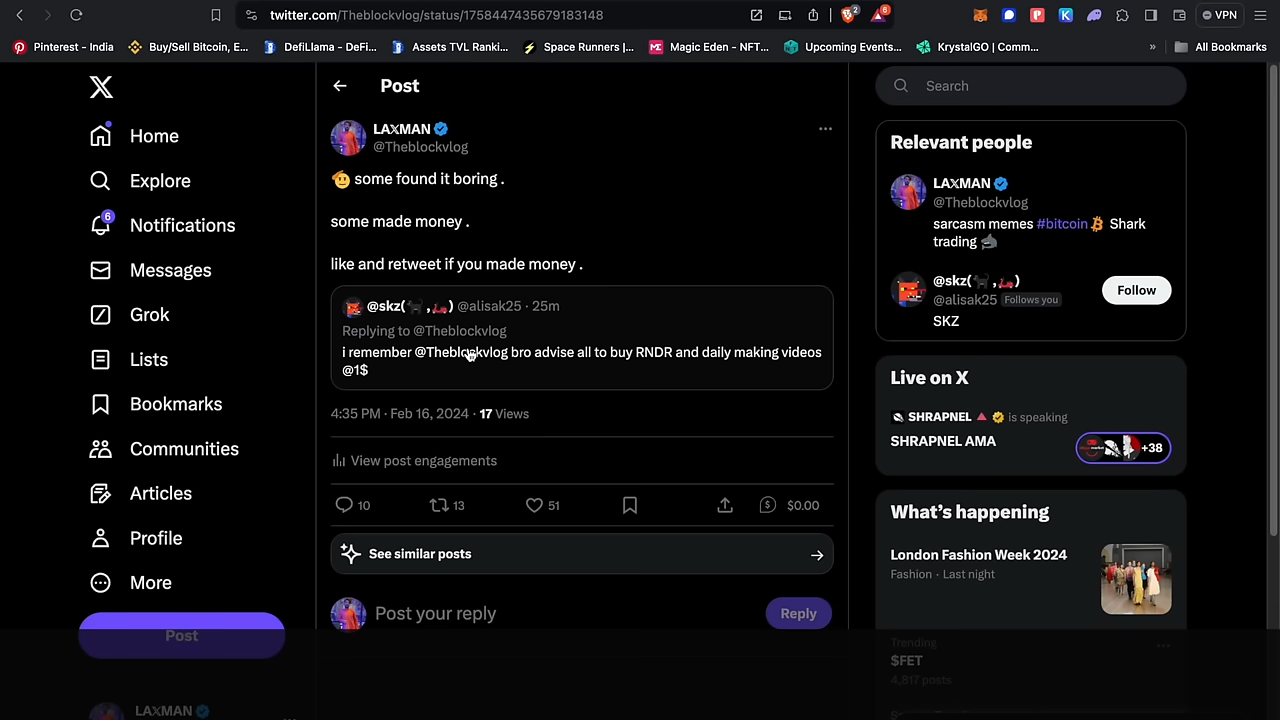 twitter.com/Theblockvlog/status/1758447435679183148
2
6
VPN
Pinterest - India
Buy/Sell Bitcoin, E...
DefiLlama - DeFi...
Assets TVL Ranki...
Space Runners |...
Magic Eden - NFT...
Upcoming Events...
KrystalGO | Comm...
»
All Bookmarks
Home
Explore
6
Notifications
Messages
Grok
Lists
Bookmarks
Communities
Articles
Profile
More
Post
LAXMAN
Post
LAXMAN
@Theblockvlog
🫡 some found it boring .
some made money .
like and retweet if you made money .
@skz(🐈‍⬛,🛵) @alisak25 · 25m
Replying to @Theblockvlog
i remember @Theblockvlog bro advise all to buy RNDR and daily making videos
@1$
4:35 PM · Feb 16, 2024 · 17 Views
View post engagements
10 13 51 $0.00
See similar posts
Post your reply
Reply
Search
Relevant people
LAXMAN
@Theblockvlog
sarcasm memes #bitcoin Shark
trading 🦈
@skz(🐈‍⬛,🛵)
@alisak25 Follows you
Follow
SKZ
Live on X
SHRAPNEL 🔺 is speaking
SHRAPNEL AMA
+38
What's happening
London Fashion Week 2024
Fashion · Last night
Trending
$FET
4,817 posts